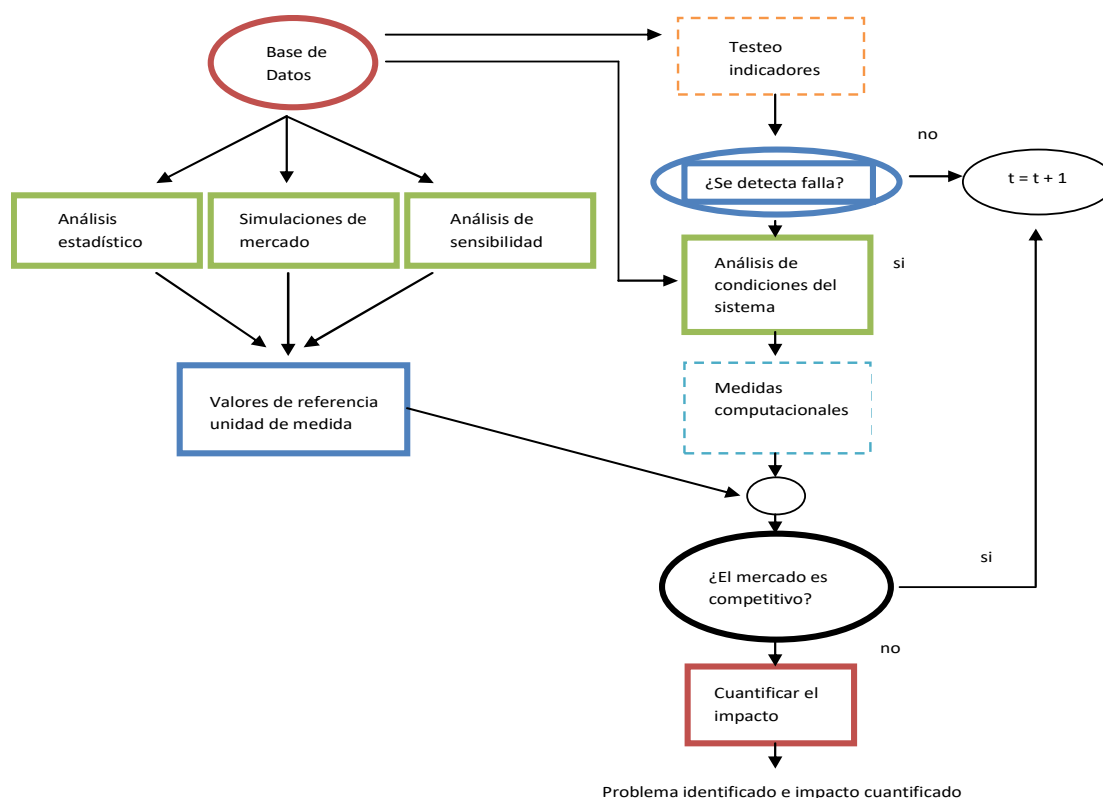 Base de
Datos
Testeo
indicadores
no
¿Se detecta falla?
t = t + 1
Análisis
estadístico
Simulaciones de
mercado
Análisis de
sensibilidad
si
Análisis de
condiciones del
sistema
Valores de referencia
unidad de medida
Medidas
computacionales
¿El mercado es
competitivo?
si
no
Cuantificar el
impacto
Problema identificado e impacto cuantificado